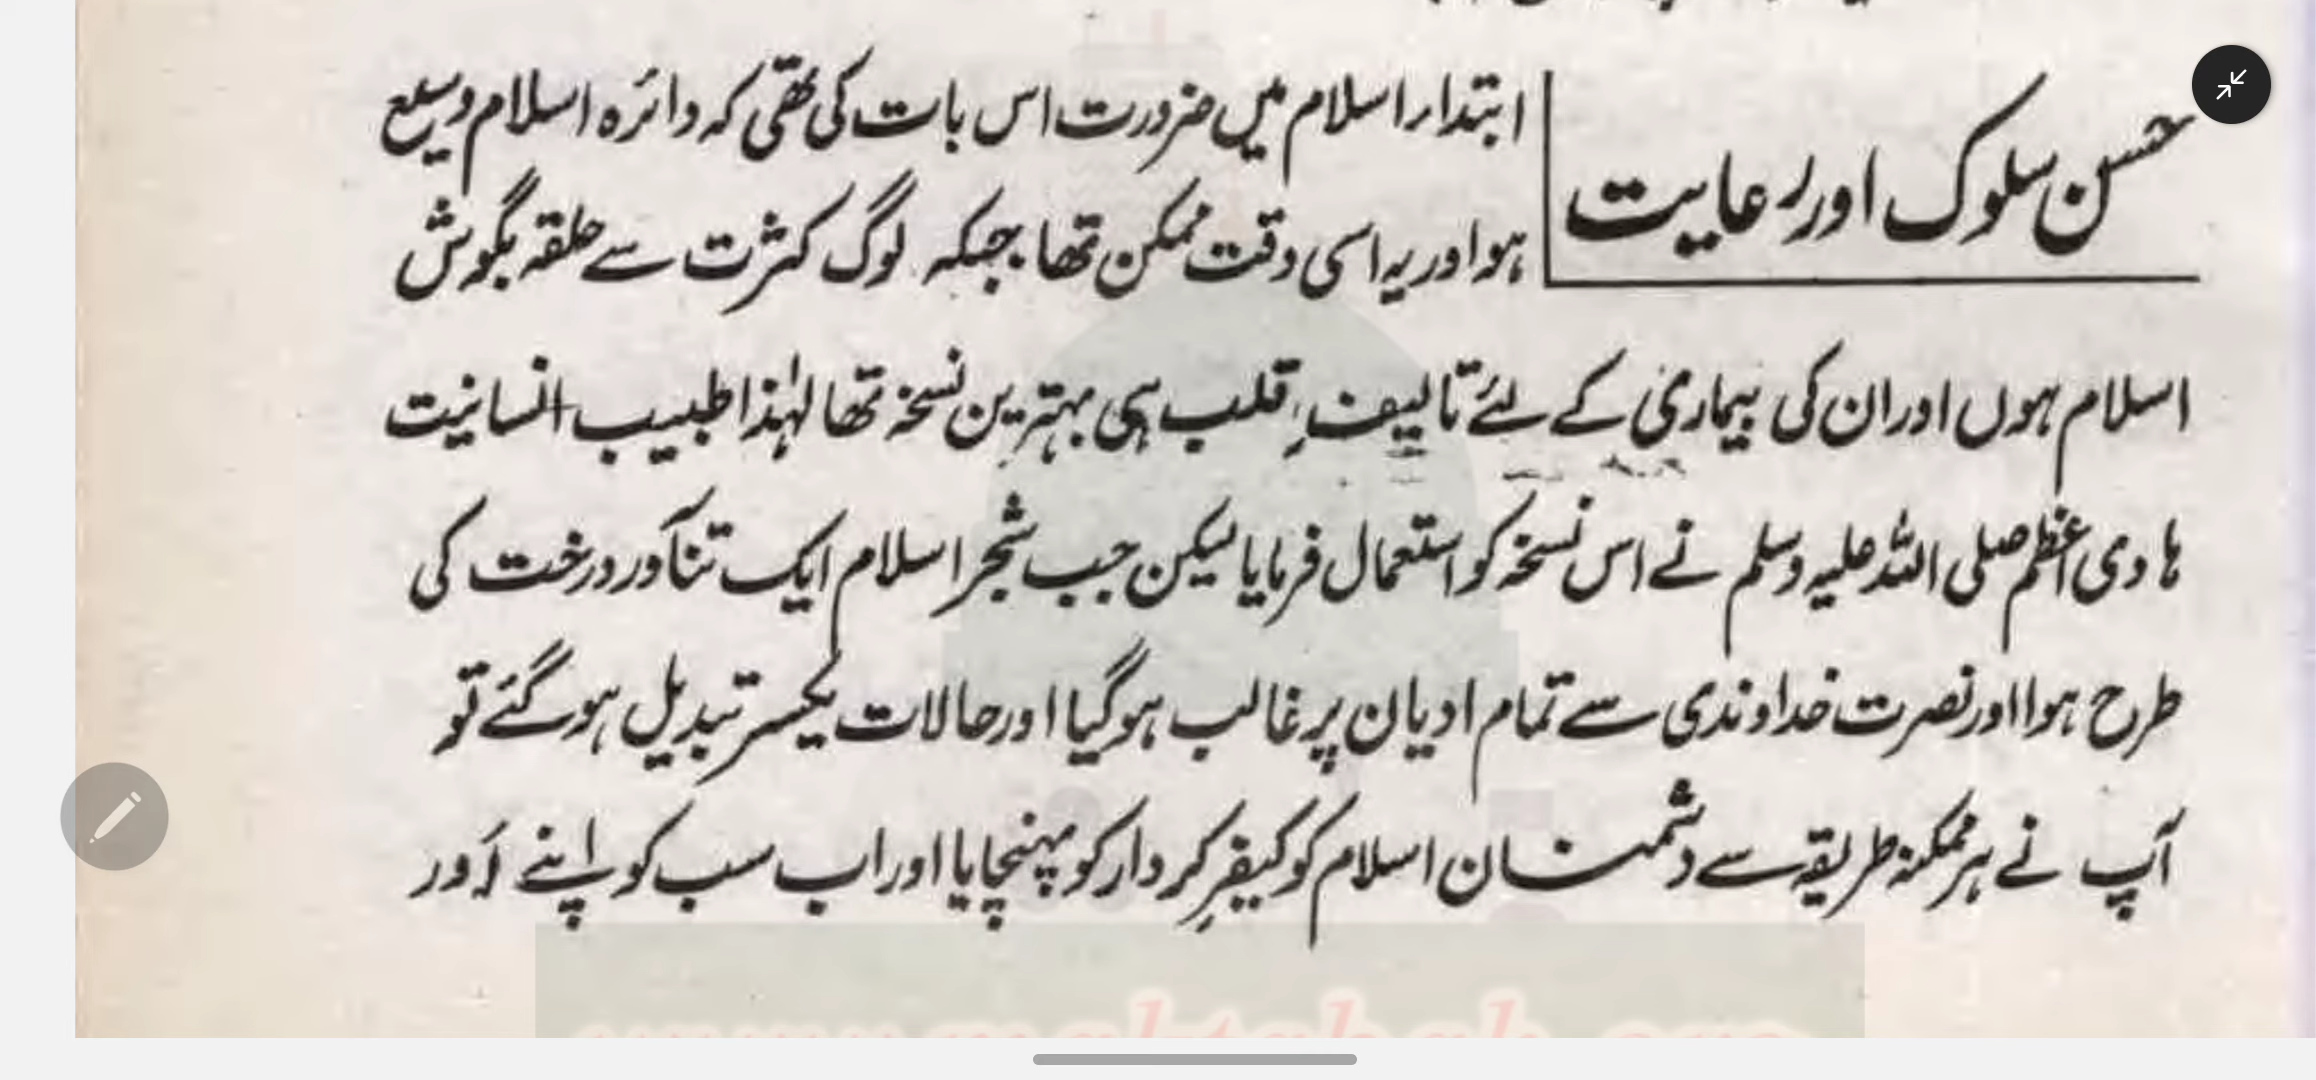 حسن سلوک اور رعایت
ابتداء اسلام میں ضرورت اس بات کی تھی کہ دائرہ اسلام وسیع
ہو اور یہ اسی وقت ممکن تھا جبکہ لوگ کثرت سے حلقہ بگوش
اسلام ہوں اور ان کی بیماری کے لئے تالیفِ قلب ہی بہترین نسخہ تھا لہٰذا طبیب انسانیت
ہادی اعظم صلی اللہ علیہ وسلم نے اس نسخہ کو استعمال فرمایا لیکن جب شجر اسلام ایک تنآور درخت کی
طرح ہوا اور نصرت خداوندی سے تمام ادیان پر غالب ہو گیا اور حالات یکسر تبدیل ہو گئے تو
آپ نے ہر ممکنہ طریقہ سے دشمنان اسلام کو کیفرِ کردار کو پہنچایا اور اب سب کو اپنے اور